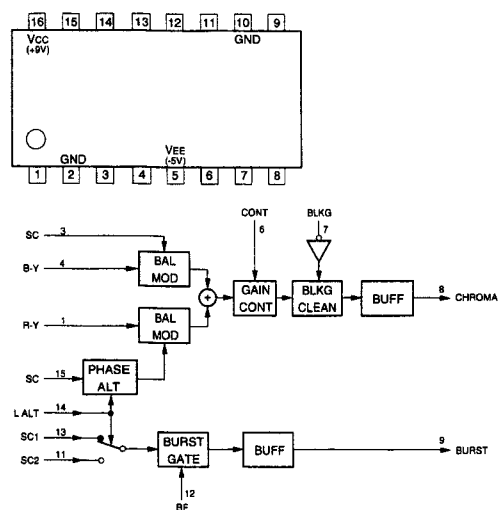 16 15 14 13 12 11 10 9
VCC GND
(+9V)
GND VEE
(-5V)
1 2 3 4 5 6 7 8
CONT BLKG
SC 3 6 7
B-Y 4 BAL MOD
GAIN CONT BLKG CLEAN BUFF 8 CHROMA
+
R-Y 1 BAL MOD
SC 15 PHASE ALT
L ALT 14
SC1 13
SC2 11 BURST GATE BUFF 9 BURST
12